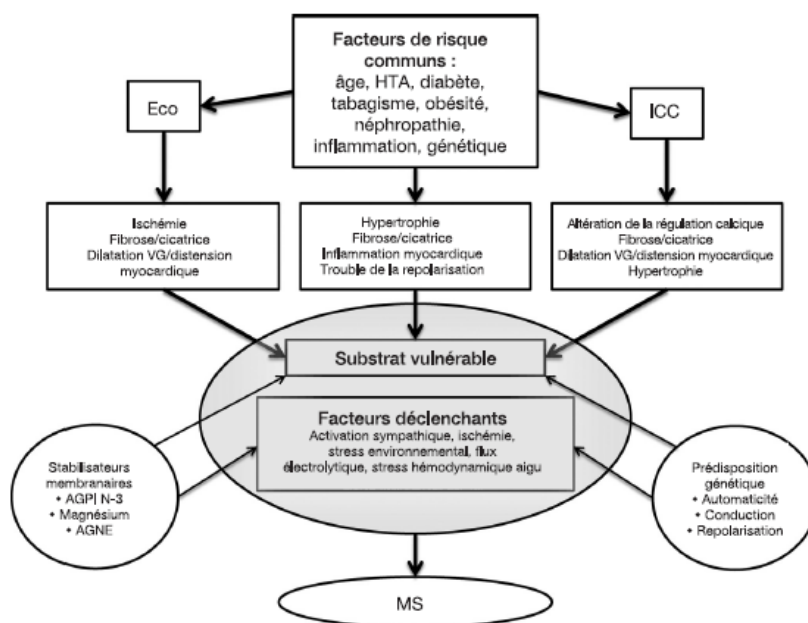 Facteurs de risque
communs :
âge, HTA, diabète,
tabagisme, obésité,
néphropathie,
inflammation, génétique
Eco
ICC
Ischémie
Fibrose/cicatrice
Dilatation VG/distension
myocardique
Hypertrophie
Fibrose/cicatrice
Inflammation myocardique
Trouble de la repolarisation
Altération de la régulation calcique
Fibrose/cicatrice
Dilatation VG/distension myocardique
Hypertrophie
Substrat vulnérable
Facteurs déclenchants
Activation sympathique, ischémie,
stress environmental, flux
électrolytique, stress hémodynamique aigu
Stabilisateurs
membranaires
• AGPI N-3
• Magnésium
• AGNE
Prédisposition
génétique
• Automaticité
• Conduction
• Repolarisation
MS